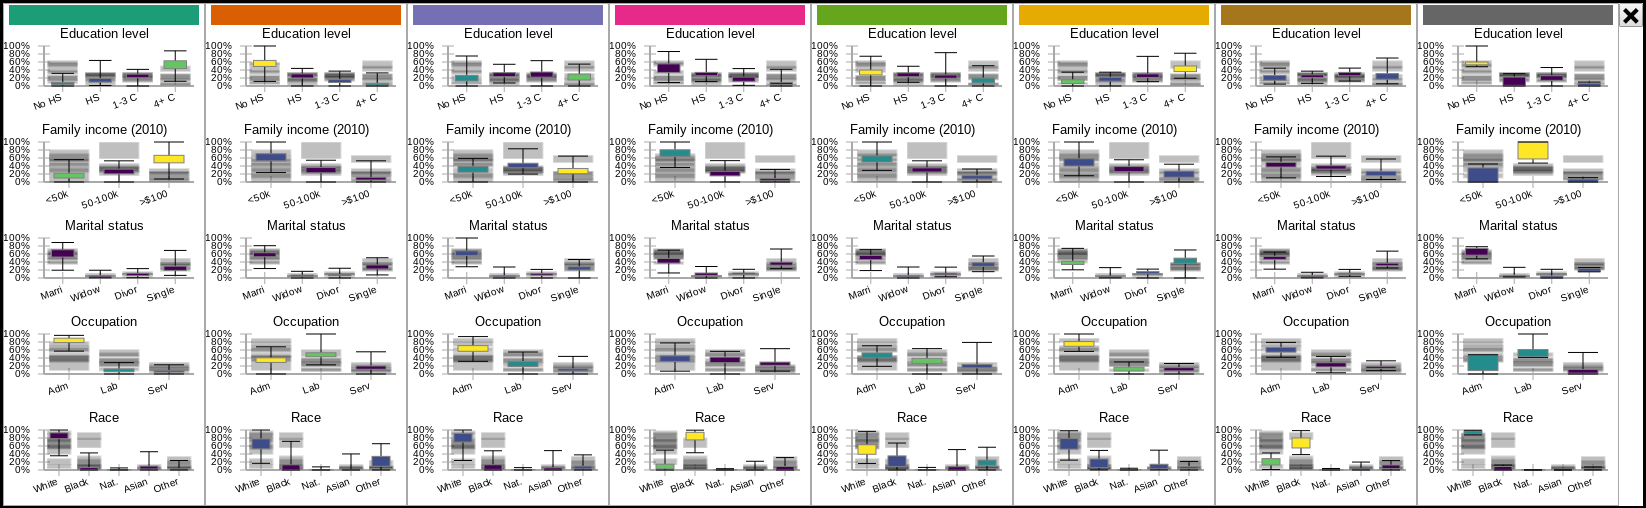 Education level Education level Education level Education level Education level Education level Education level Education level
100% 100% 100% 100% 100% 100% 100% 100%
80% 80% 80% 80% 80% 80% 80% 80%
60% 60% 60% 60% 60% 60% 60% 60%
40% 40% 40% 40% 40% 40% 40% 40%
20% 20% 20% 20% 20% 20% 20% 20%
0% 0% 0% 0% 0% 0% 0% 0%
No HS HS 1-3 C 4+ C No HS HS 1-3 C 4+ C No HS HS 1-3 C 4+ C No HS HS 1-3 C 4+ C No HS HS 1-3 C 4+ C No HS HS 1-3 C 4+ C No HS HS 1-3 C 4+ C No HS HS 1-3 C 4+ C
Family income (2010) Family income (2010) Family income (2010) Family income (2010) Family income (2010) Family income (2010) Family income (2010) Family income (2010)
100% 100% 100% 100% 100% 100% 100% 100%
80% 80% 80% 80% 80% 80% 80% 80%
60% 60% 60% 60% 60% 60% 60% 60%
40% 40% 40% 40% 40% 40% 40% 40%
20% 20% 20% 20% 20% 20% 20% 20%
0% 0% 0% 0% 0% 0% 0% 0%
<50k 50-100k >$100 <50k 50-100k >$100 <50k 50-100k >$100 <50k 50-100k >$100 <50k 50-100k >$100 <50k 50-100k >$100 <50k 50-100k >$100 <50k 50-100k >$100
Marital status Marital status Marital status Marital status Marital status Marital status Marital status Marital status
100% 100% 100% 100% 100% 100% 100% 100%
80% 80% 80% 80% 80% 80% 80% 80%
60% 60% 60% 60% 60% 60% 60% 60%
40% 40% 40% 40% 40% 40% 40% 40%
20% 20% 20% 20% 20% 20% 20% 20%
0% 0% 0% 0% 0% 0% 0% 0%
Marri Widow Divor Single Marri Widow Divor Single Marri Widow Divor Single Marri Widow Divor Single Marri Widow Divor Single Marri Widow Divor Single Marri Widow Divor Single Marri Widow Divor Single
Occupation Occupation Occupation Occupation Occupation Occupation Occupation Occupation
100% 100% 100% 100% 100% 100% 100% 100%
80% 80% 80% 80% 80% 80% 80% 80%
60% 60% 60% 60% 60% 60% 60% 60%
40% 40% 40% 40% 40% 40% 40% 40%
20% 20% 20% 20% 20% 20% 20% 20%
0% 0% 0% 0% 0% 0% 0% 0%
Adm Lab Serv Adm Lab Serv Adm Lab Serv Adm Lab Serv Adm Lab Serv Adm Lab Serv Adm Lab Serv Adm Lab Serv
Race Race Race Race Race Race Race Race
100% 100% 100% 100% 100% 100% 100% 100%
80% 80% 80% 80% 80% 80% 80% 80%
60% 60% 60% 60% 60% 60% 60% 60%
40% 40% 40% 40% 40% 40% 40% 40%
20% 20% 20% 20% 20% 20% 20% 20%
0% 0% 0% 0% 0% 0% 0% 0%
White Black Nat. Asian Other White Black Nat. Asian Other White Black Nat. Asian Other White Black Nat. Asian Other White Black Nat. Asian Other White Black Nat. Asian Other White Black Nat. Asian Other White Black Nat. Asian Other